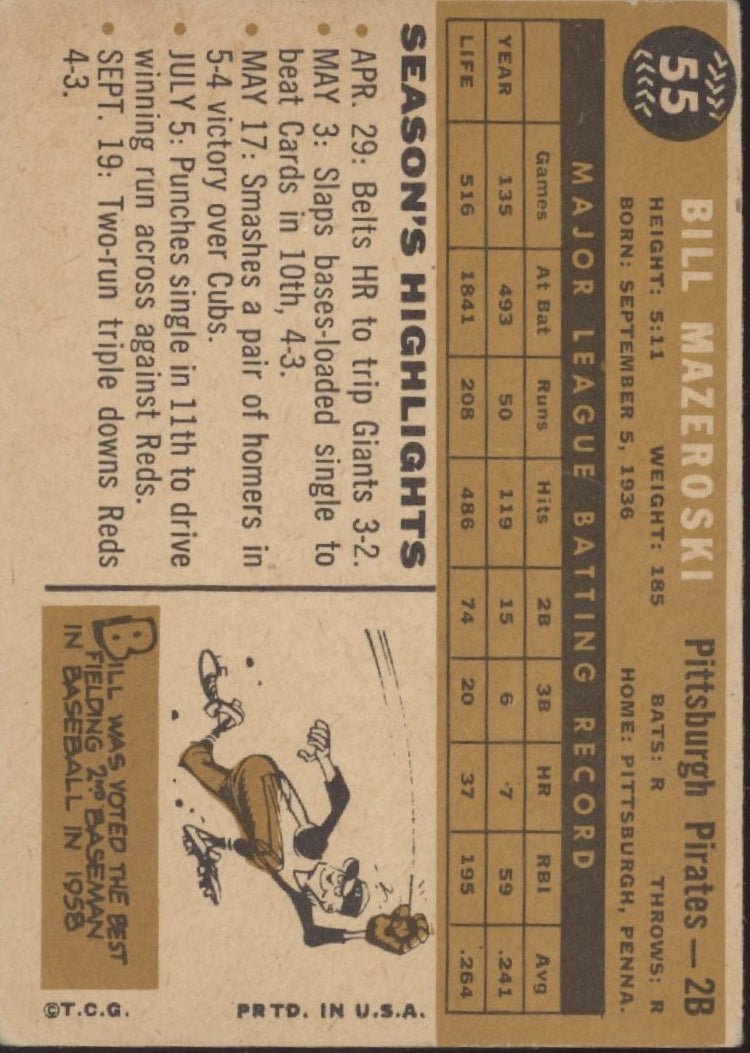 55
BILL MAZEROSKI Pittsburgh Pirates — 2B
HEIGHT: 5:11 WEIGHT: 185 BATS: R THROWS: R
BORN: SEPTEMBER 5, 1936 HOME: PITTSBURGH, PENNA.
MAJOR LEAGUE BATTING RECORD
Games At Bat Runs Hits 2B 3B HR RBI Avg
YEAR 135 493 50 119 15 6 7 59 .241
LIFE 516 1841 208 486 74 20 37 195 .264
SEASON'S HIGHLIGHTS
• APR. 29: Belts HR to trip Giants 3-2.
• MAY 3: Slaps bases-loaded single to
beat Cards in 10th, 4-3.
• MAY 17: Smashes a pair of homers in
5-4 victory over Cubs.
• JULY 5: Punches single in 11th to drive
winning run across against Reds.
• SEPT. 19: Two-run triple downs Reds
4-3.
BILL WAS VOTED THE BEST
FIELDING 2ND BASEMAN
IN BASEBALL IN 1958
©T.C.G. PRTD. IN U.S.A.